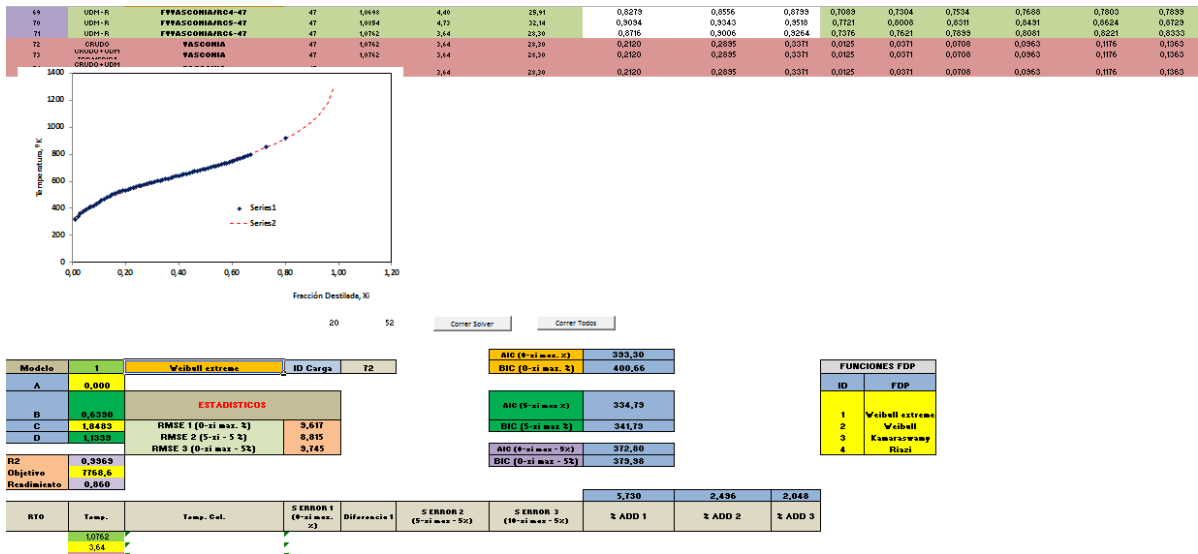 69 UDM-R FYYASCONIA/RC4-47 47 1,0698 4,40 25,91 0,8279 0,8556 0,8799 0,7089 0,7304 0,7534 0,7688 0,7803 0,7899
70 UDM-R FYYASCONIA/RC5-47 47 1,0854 4,73 32,14 0,9094 0,9343 0,9518 0,7721 0,8008 0,8311 0,8491 0,8624 0,8729
71 UDM-R FYYASCONIA/RC6-47 47 1,0762 3,64 28,30 0,8716 0,9006 0,9264 0,7376 0,7621 0,7899 0,8081 0,8221 0,8333
72 CRUDO YASCONIA 47 1,0762 3,64 28,30 0,2120 0,2895 0,3371 0,0125 0,0371 0,0708 0,0963 0,1176 0,1363
73 CRUDO + UDM YASCONIA 47 1,0762 3,64 28,30 0,2120 0,2895 0,3371 0,0125 0,0371 0,0708 0,0963 0,1176 0,1363
CRUDO + UDM 3,64 28,30 0,2120 0,2895 0,3371 0,0125 0,0371 0,0708 0,0963 0,1176 0,1363
1400
1200
1000
800
600
400
200
0
Temperatura, °K
Series1
Series2
0,00 0,20 0,40 0,60 0,80 1,00 1,20
Fracción Destilada, Xi
20 52 Correr Solver Correr Todos
AIC (0-xi max. %) 393,30
BIC (0-xi max. %) 400,66
Modelo 1 Weibull extreme ID Carga 72
FUNCIONES FDP
A 0,000
ID FDP
B 0,6390
ESTADISTICOS
AIC (5-xi max %) 334,79
1 Weibull extreme
C 1,8483 RMSE 1 (0-xi max. %) 9,617
BIC (5-xi max %) 341,79
2 Weibull
D 1,1339 RMSE 2 (5-xi - 5 %) 8,815
3 Kamaraswamy
RMSE 3 (0-xi max - 5%) 9,745
AIC (0-xi max - 5%) 372,80
4 Riazi
R2 0,9969
BIC (0-xi max - 5%) 379,98
Objetivo 7768,6
Rendimiento 0,860
5,730 2,496 2,048
RTO Temp. Temp. Cal. S ERROR 1 (0-xi max. %) Diferencia 1 S ERROR 2 (5-xi max - 5%) S ERROR 3 (10-xi max - 5%) % ADD 1 % ADD 2 % ADD 3
1,0762
3,64